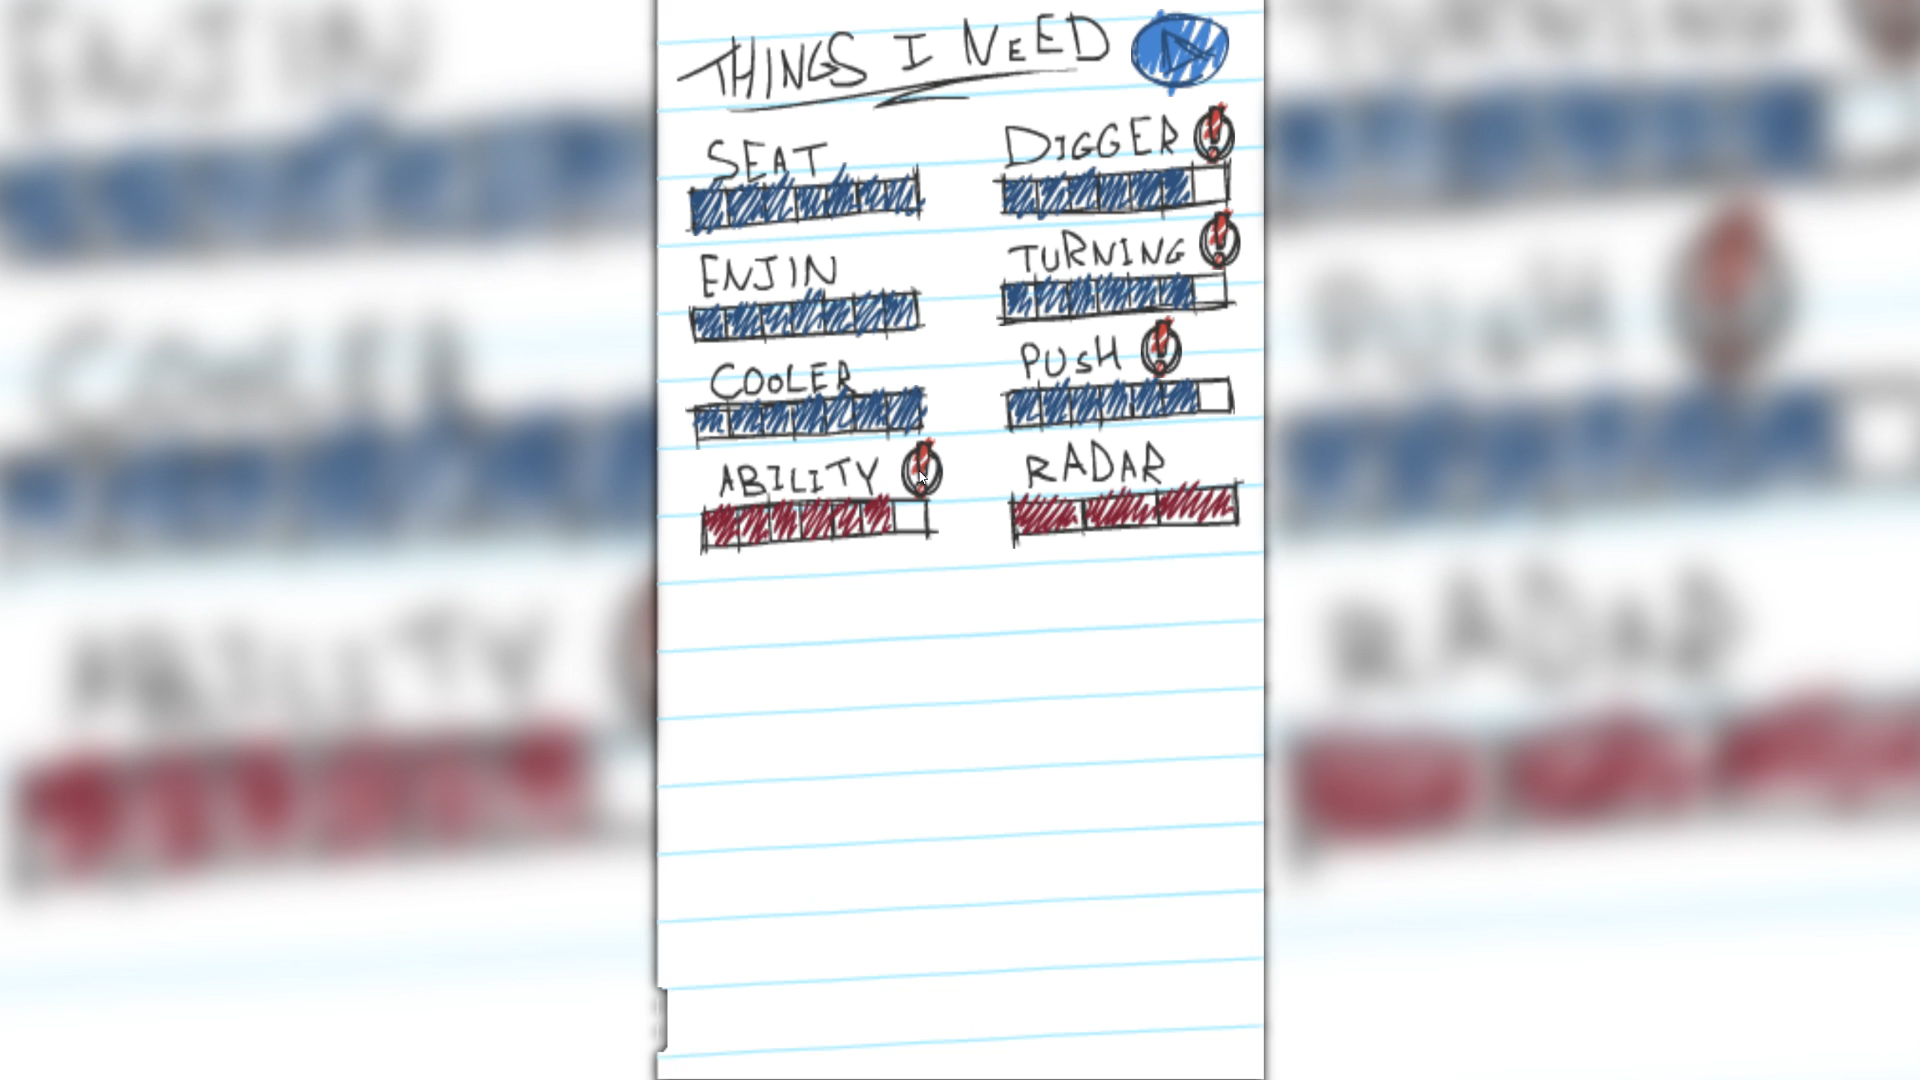 THINGS I NEED
SEAT
DIGGER
ENJIN
TURNING
COOLER
PUSH
ABILITY
RADAR